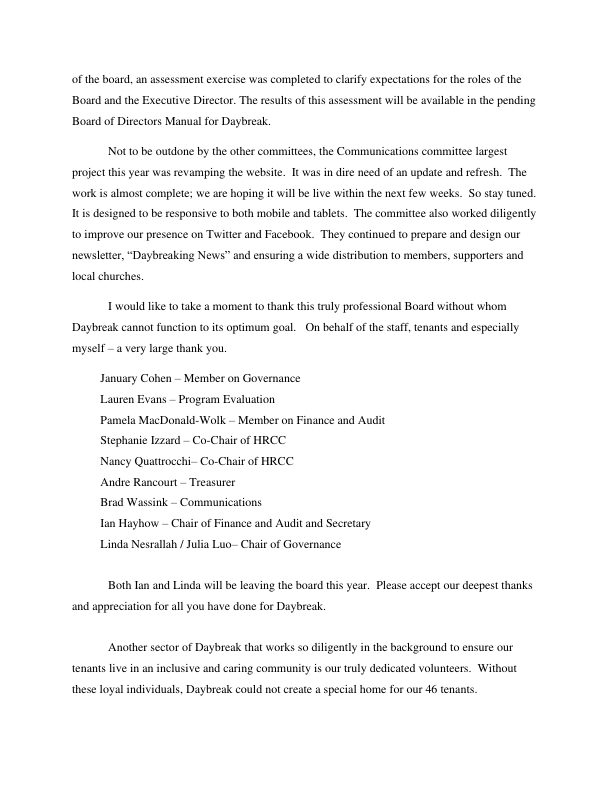 of the board, an assessment exercise was completed to clarify expectations for the roles of the
Board and the Executive Director. The results of this assessment will be available in the pending
Board of Directors Manual for Daybreak.
Not to be outdone by the other committees, the Communications committee largest
project this year was revamping the website.  It was in dire need of an update and refresh.  The
work is almost complete; we are hoping it will be live within the next few weeks.  So stay tuned.
It is designed to be responsive to both mobile and tablets.  The committee also worked diligently
to improve our presence on Twitter and Facebook.  They continued to prepare and design our
newsletter, “Daybreaking News” and ensuring a wide distribution to members, supporters and
local churches.
I would like to take a moment to thank this truly professional Board without whom
Daybreak cannot function to its optimum goal.   On behalf of the staff, tenants and especially
myself – a very large thank you.
January Cohen – Member on Governance
Lauren Evans – Program Evaluation
Pamela MacDonald-Wolk – Member on Finance and Audit
Stephanie Izzard – Co-Chair of HRCC
Nancy Quattrocchi– Co-Chair of HRCC
Andre Rancourt – Treasurer
Brad Wassink – Communications
Ian Hayhow – Chair of Finance and Audit and Secretary
Linda Nesrallah / Julia Luo– Chair of Governance
Both Ian and Linda will be leaving the board this year.  Please accept our deepest thanks
and appreciation for all you have done for Daybreak.
Another sector of Daybreak that works so diligently in the background to ensure our
tenants live in an inclusive and caring community is our truly dedicated volunteers.  Without
these loyal individuals, Daybreak could not create a special home for our 46 tenants.